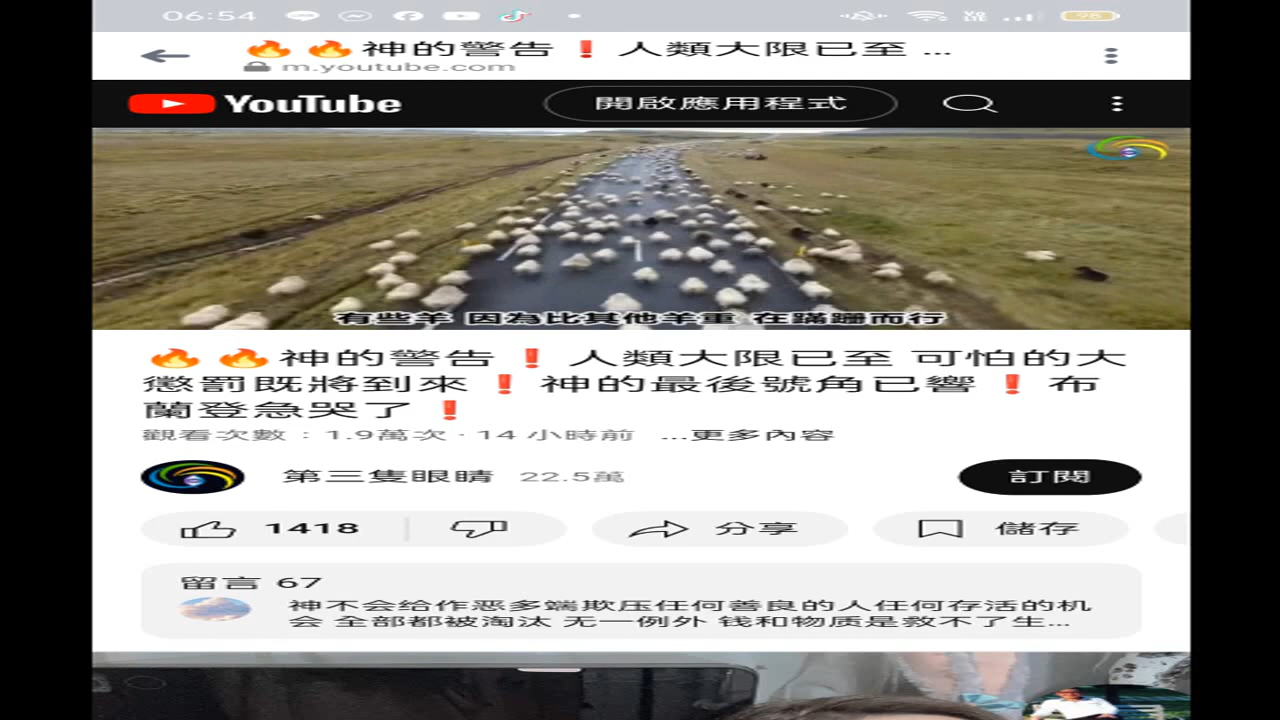 06:54
VO LTE
98
🔥🔥神的警告❗人類大限已至 ...
m.youtube.com
YouTube
開啟應用程式
有些羊 因為比其他羊重 在蹣跚而行
🔥🔥神的警告❗人類大限已至 可怕的大
懲罰既將到來❗神的最後號角已響❗布
蘭登急哭了❗
觀看次數：1.9萬次 · 14 小時前 ...更多內容
第三隻眼睛 22.5萬
訂閱
1418
分享
儲存
留言 67
神不会给作恶多端欺压任何善良的人任何存活的机
会 全部都被淘汰 无一例外 钱和物质是救不了生...